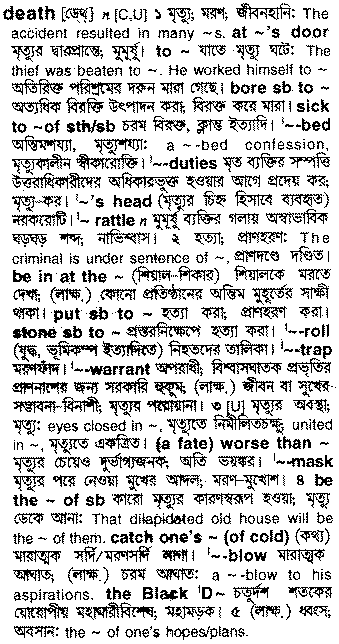 death [ডেথ্] n [C,U] ১ মৃত্যু; মরণ, জীবনহানি: The
accident resulted in many ~s. at ~'s door
মৃত্যুর দ্বারপ্রান্তে; মুমূর্ষু। to ~ যাতে মৃত্যু ঘটে: The
thief was beaten to ~. He worked himself to ~
অতিরিক্ত পরিশ্রমের দরুন মারা গেছে। bore sb to ~
অত্যধিক বিরক্তি উৎপাদন করা; বিরক্ত করে মারা। sick
to ~of sth/sb চরম বিরক্ত, ক্লান্ত ইত্যাদি। '~-bed
অন্তিমশয্যা, মৃত্যুশয্যা: a ~-bed confession,
মৃত্যুকালীন স্বীকারোক্তি। '~-duties মৃত ব্যক্তির সম্পত্তি
উত্তরাধিকারীদের অধিকারভুক্ত হওয়ার আগে প্রদেয় কর;
মৃত্যু-কর। '~'s head (মৃত্যুর চিহ্ন হিসাবে ব্যবহৃত)
নরকরোটি। '~ rattle n মুমূর্ষু ব্যক্তির গলায় অস্বাভাবিক
ঘড়ঘড় শব্দ; নাভিশ্বাস। ২ হত্যা; প্রাণহরণ: The
criminal is under sentence of ~, প্রাণদণ্ডে দণ্ডিত।
be in at the ~ (শিয়াল-শিকার) শিয়ালকে মরতে
দেখা; (লাক্ষ.) কোনো প্রতিষ্ঠানের অন্তিম মুহূর্তের সাক্ষী
থাকা। put sb to ~ হত্যা করা; প্রাণহরণ করা।
stone sb to ~ প্রস্তরনিক্ষেপে হত্যা করা। '~-roll
(যুদ্ধ, ভূমিকম্প ইত্যাদিতে) নিহতদের তালিকা। '~-trap
মরণফাঁদ। '~-warrant অপরাধী, বিশ্বাসঘাতক প্রভৃতির
প্রাণনাশের জন্য সরকারি হুকুম; (লাক্ষ.) জীবন বা সুখের
সম্ভাবনা-বিনাশী; মৃত্যুর পরোয়ানা। ৩ [U] মৃত্যুর অবস্থা,
মৃত্যু: eyes closed in ~, মৃত্যুতে নিমীলিতচক্ষু; united
in ~, মৃত্যুতে একত্রিত। (a fate) worse than ~
মৃত্যুর চেয়েও দুর্ভাগ্যজনক, অতি ভয়ঙ্কর। '~-mask
মৃত্যুর পরে নেওয়া মুখের আদল; মরণ-মুখোশ। ৪ be
the ~ of sb কারো মৃত্যুর কারণস্বরূপ হওয়া; মৃত্যু
ডেকে আনা: That dilapidated old house will be
the ~ of them. catch one's ~ (of cold) (কথ্য)
মারাত্মক সর্দি/মরণসর্দি লাগা। '~-blow মারাত্মক
আঘাত; (লাক্ষ.) চরম আঘাত: a ~-blow to his
aspirations. the Black 'D~ চতুর্দশ শতকের
য়োরোপীয় মহামারীবিশেষ; মহামড়ক। ৫ (লাক্ষ.) ধ্বংস;
অবসান: the ~ of one's hopes/plans.